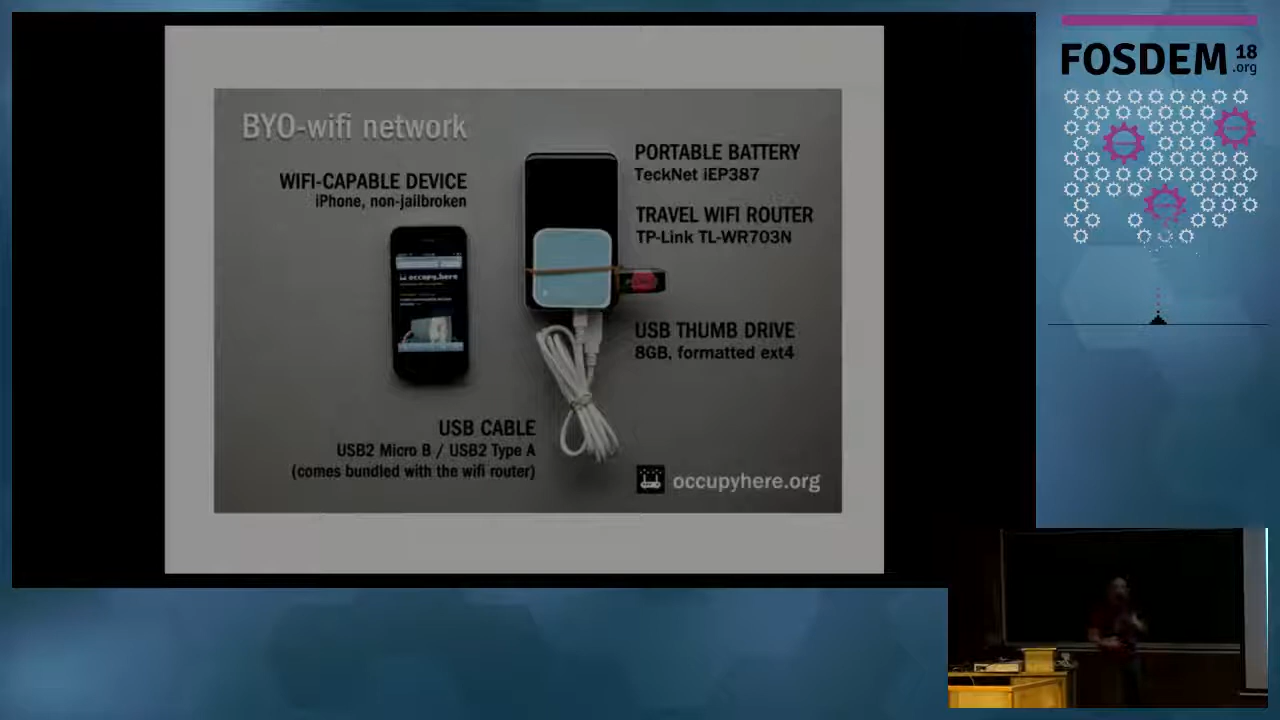 BYO-wifi network
WIFI-CAPABLE DEVICE
iPhone, non-jailbroken
occupy.here
PORTABLE BATTERY
TeckNet iEP387
TRAVEL WIFI ROUTER
TP-Link TL-WR703N
USB THUMB DRIVE
8GB, formatted ext4
USB CABLE
USB2 Micro B / USB2 Type A
(comes bundled with the wifi router)
occupyhere.org
FOSDEM 18
.org